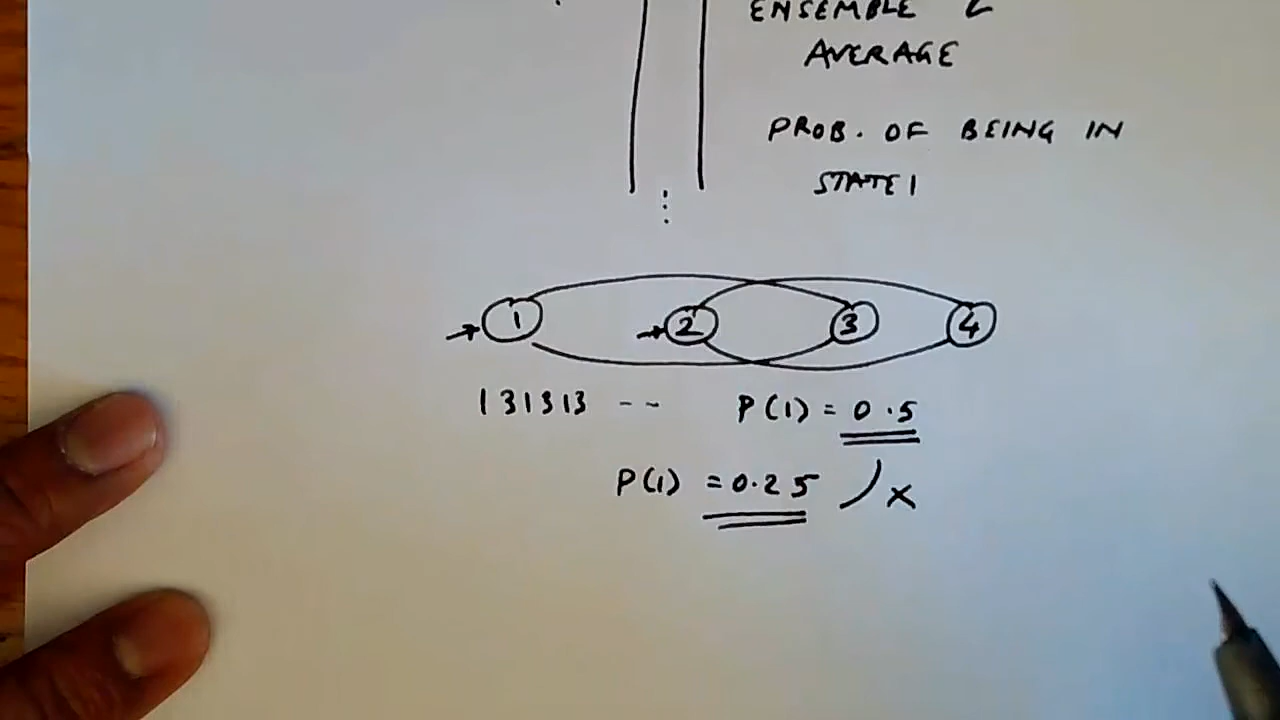 ENSEMBLE
AVERAGE
PROB. OF BEING IN
STATE 1
1 2 3 4
131313 -- P(1) = 0.5
P(1) = 0.25 X